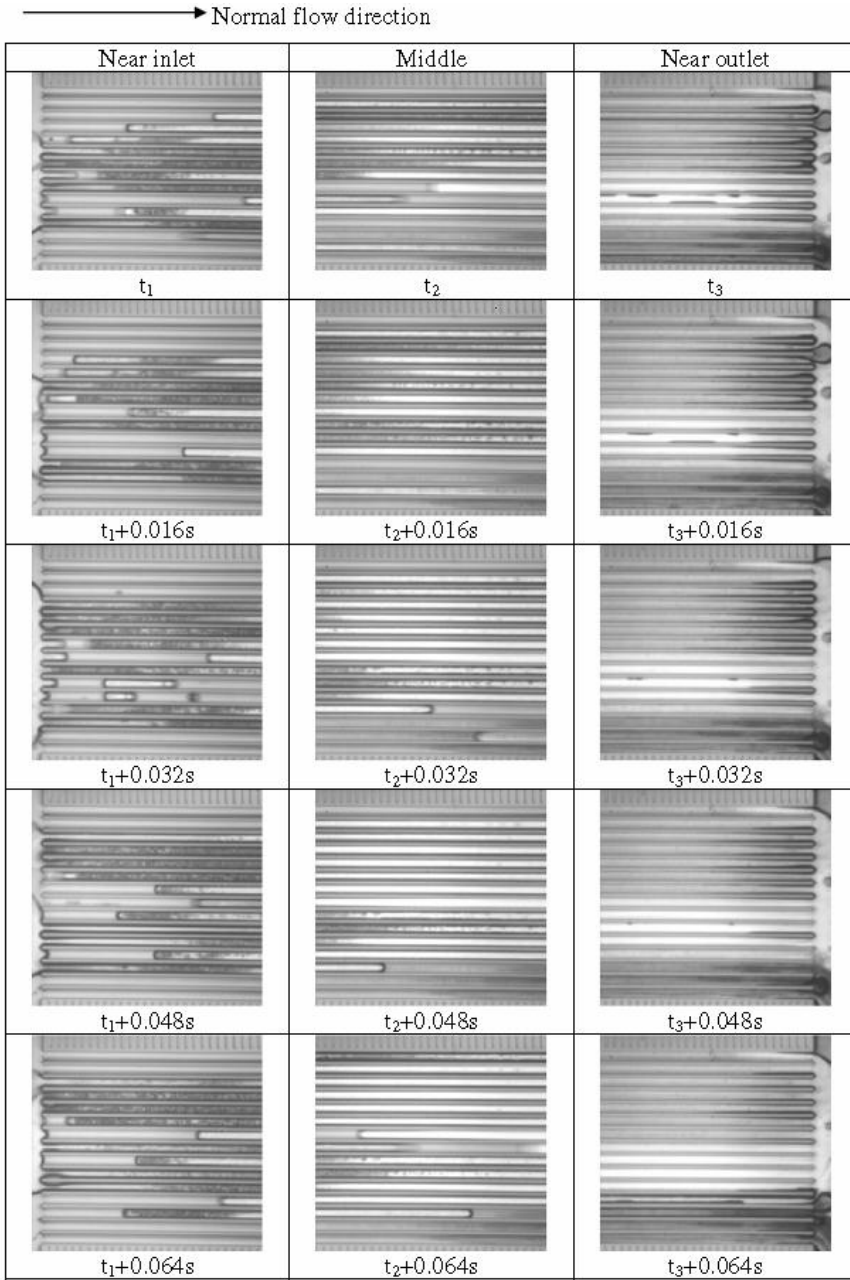 Normal flow direction
Near inlet Middle Near outlet
t₁ t₂ t₃
t₁+0.016s t₂+0.016s t₃+0.016s
t₁+0.032s t₂+0.032s t₃+0.032s
t₁+0.048s t₂+0.048s t₃+0.048s
t₁+0.064s t₂+0.064s t₃+0.064s